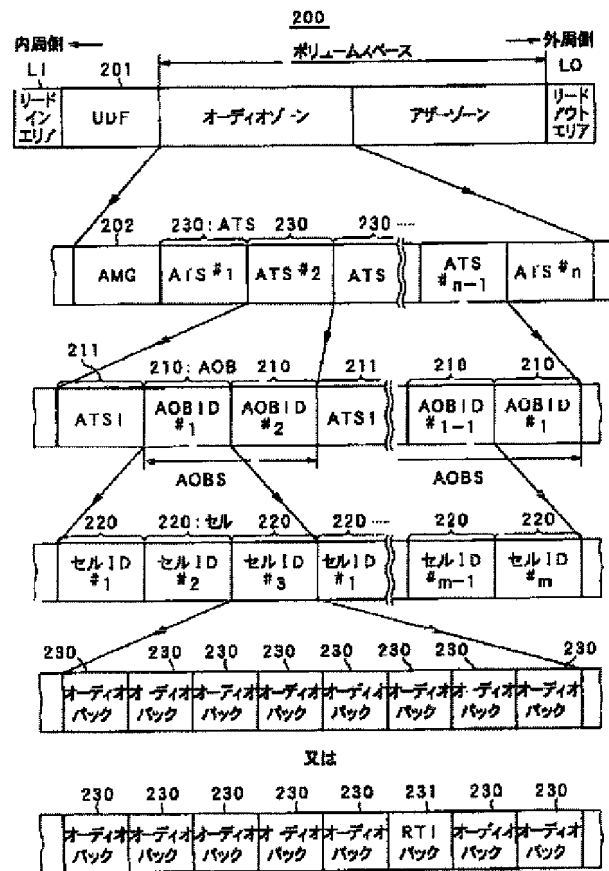 200
内周側 ← ボリュームスペース → 外周側
LI 201 LO
リードインエリア UDF オーディオゾーン アザーゾーン リードアウトエリア
202 230:ATS 230 230 ····
AMG ATS #1 ATS #2 ATS ATS #n-1 ATS #n
211 210:AOB 210 211 210 210
ATSI AOBID #1 AOBID #2 ATSI AOBID #1-1 AOBID #1
AOBS AOBS
220 220:セル 220 220 ···· 220 220
セルID #1 セルID #2 セルID #3 セルID #1 セルID #m-1 セルID #m
230 230 230 230 230 230 230 230
オーディオパック オーディオパック オーディオパック オーディオパック オーディオパック オーディオパック オーディオパック オーディオパック
又は
230 230 230 230 230 231 230 230
オーディオパック オーディオパック オーディオパック オーディオパック オーディオパック RTIパック オーディオパック オーディオパック